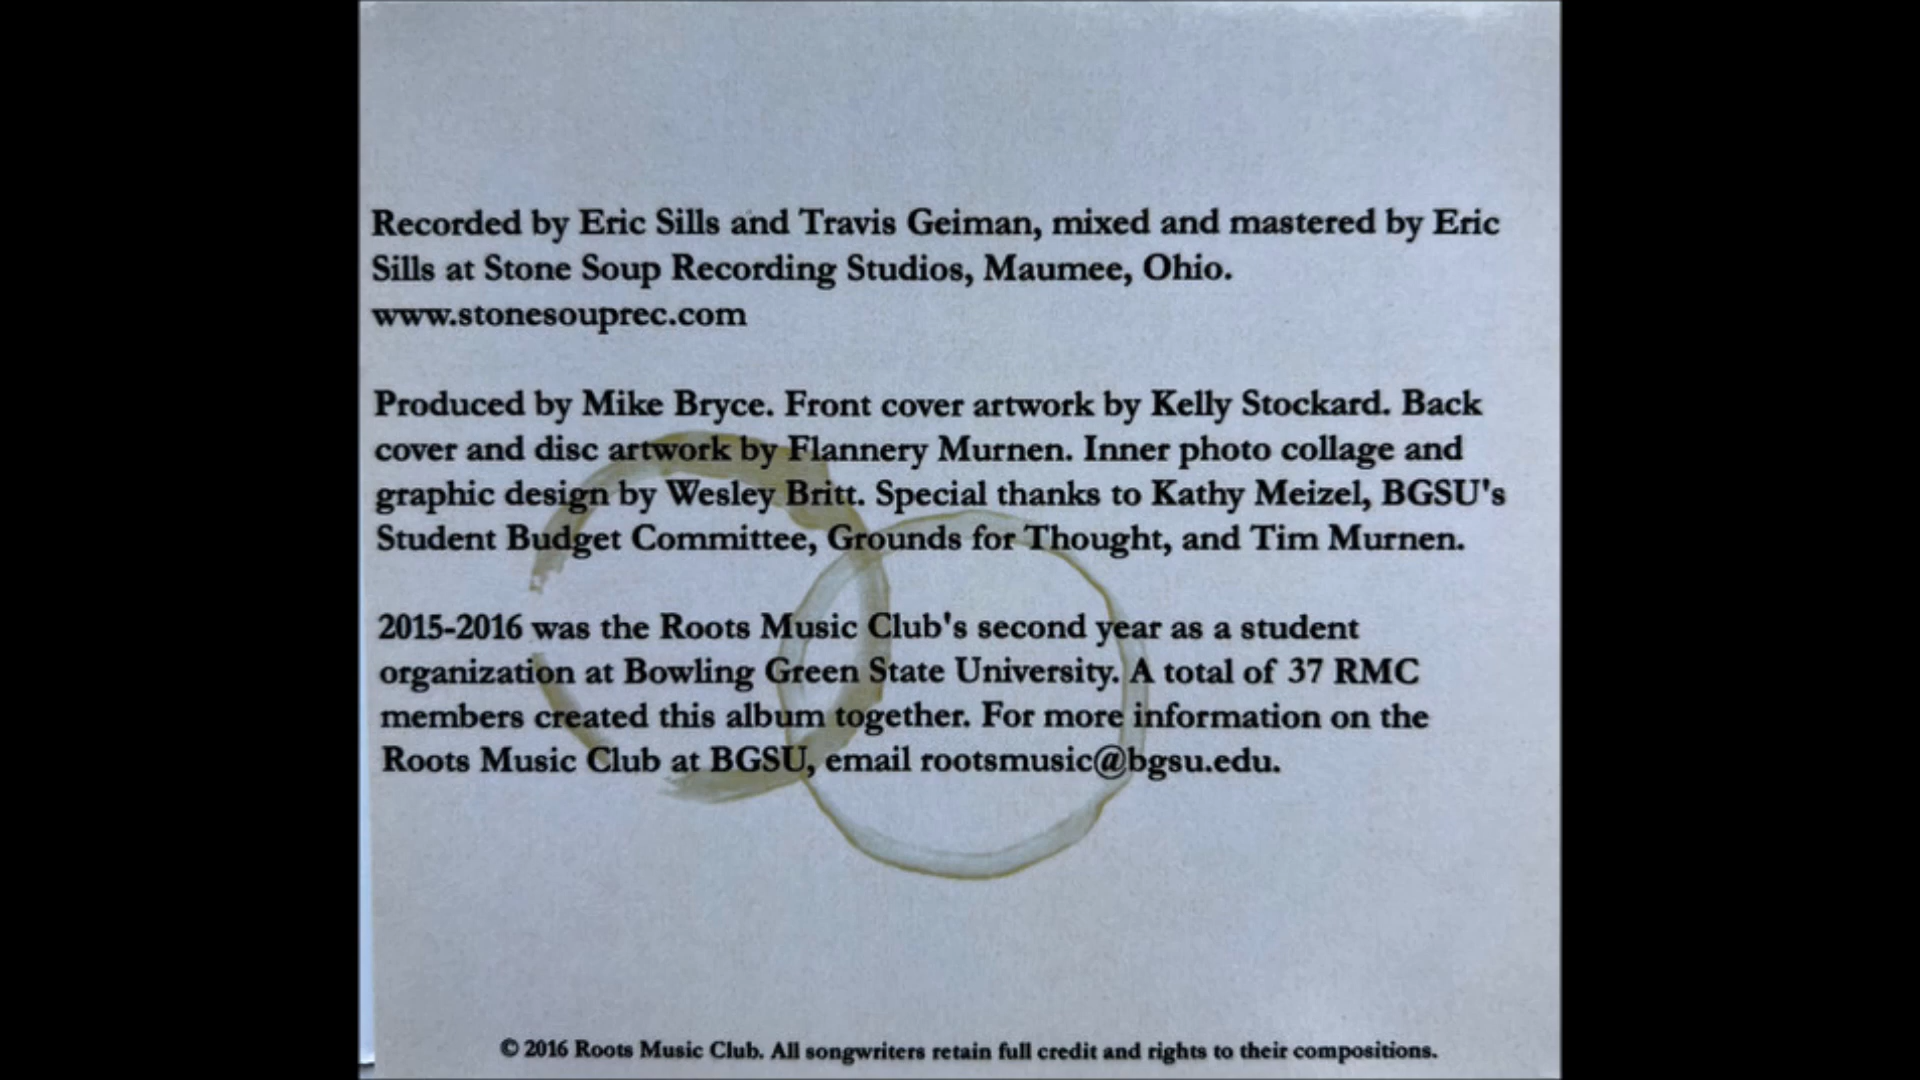 Recorded by Eric Sills and Travis Geiman, mixed and mastered by Eric
Sills at Stone Soup Recording Studios, Maumee, Ohio.
www.stonesouprec.com
Produced by Mike Bryce. Front cover artwork by Kelly Stockard. Back
cover and disc artwork by Flannery Murnen. Inner photo collage and
graphic design by Wesley Britt. Special thanks to Kathy Meizel, BGSU's
Student Budget Committee, Grounds for Thought, and Tim Murnen.
2015-2016 was the Roots Music Club's second year as a student
organization at Bowling Green State University. A total of 37 RMC
members created this album together. For more information on the
Roots Music Club at BGSU, email rootsmusic@bgsu.edu.
© 2016 Roots Music Club. All songwriters retain full credit and rights to their compositions.